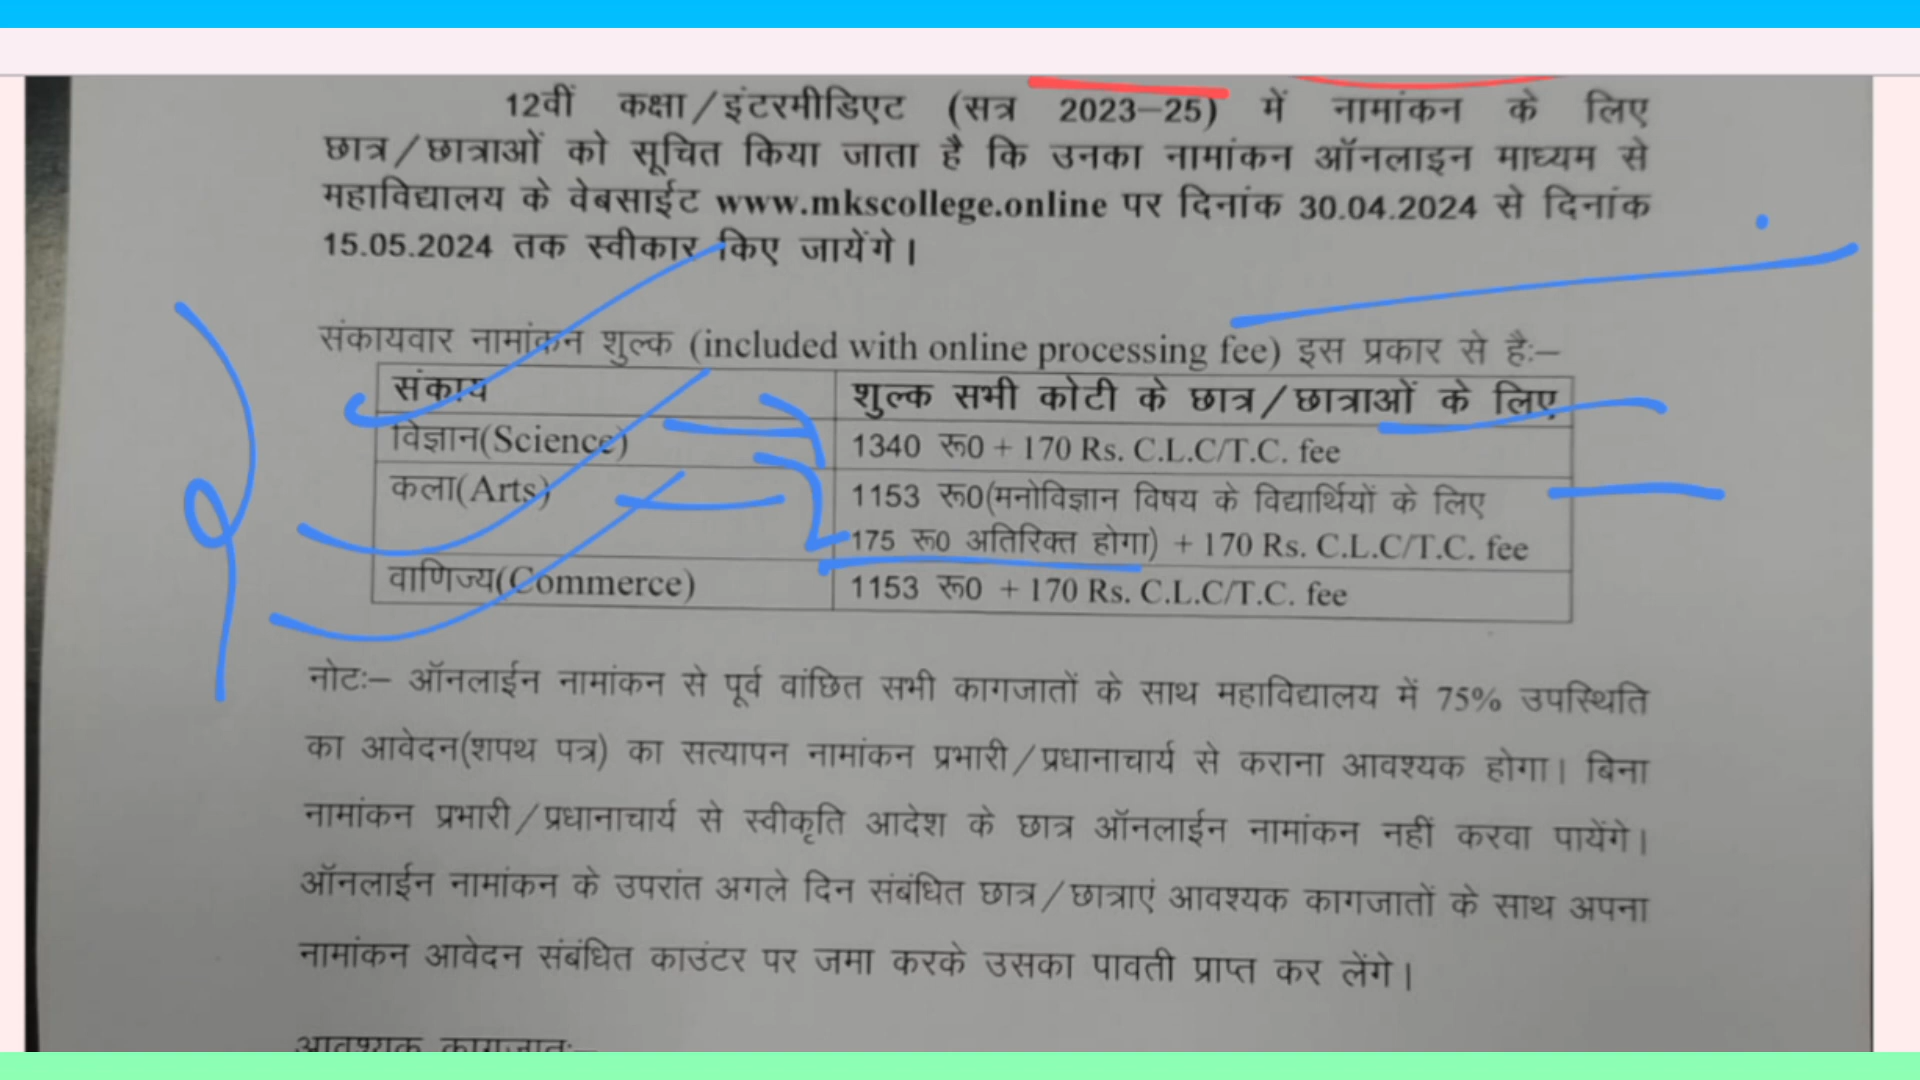 12वीं कक्षा/इंटरमीडिएट (सत्र 2023–25) में नामांकन के लिए
छात्र/छात्राओं को सूचित किया जाता है कि उनका नामांकन ऑनलाइन माध्यम से
महाविद्यालय के वेबसाईट www.mkscollege.online पर दिनांक 30.04.2024 से दिनांक
15.05.2024 तक स्वीकार किए जायेंगे।
संकायवार नामांकन शुल्क (included with online processing fee) इस प्रकार से हैः–
संकाय शुल्क सभी कोटी के छात्र/छात्राओं के लिए
विज्ञान(Science) 1340 रू0 + 170 Rs. C.L.C/T.C. fee
कला(Arts) 1153 रू0(मनोविज्ञान विषय के विद्यार्थियों के लिए
175 रू0 अतिरिक्त होगा) + 170 Rs. C.L.C/T.C. fee
वाणिज्य(Commerce) 1153 रू0 + 170 Rs. C.L.C/T.C. fee
नोटः– ऑनलाईन नामांकन से पूर्व वांछित सभी कागजातों के साथ महाविद्यालय में 75% उपस्थिति
का आवेदन(शपथ पत्र) का सत्यापन नामांकन प्रभारी/प्रधानाचार्य से कराना आवश्यक होगा। बिना
नामांकन प्रभारी/प्रधानाचार्य से स्वीकृति आदेश के छात्र ऑनलाईन नामांकन नहीं करवा पायेंगे।
ऑनलाईन नामांकन के उपरांत अगले दिन संबंधित छात्र/छात्राएं आवश्यक कागजातों के साथ अपना
नामांकन आवेदन संबंधित काउंटर पर जमा करके उसका पावती प्राप्त कर लेंगे।
आवश्यक कागजातः–